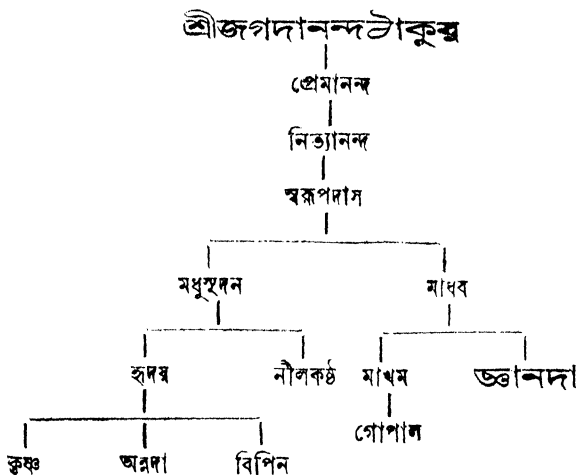 শ্রীজগদানন্দঠাকুর
প্রেমানন্দ
নিত্যানন্দ
স্বরূপদাস
মধুসূদন মাধব
হৃদয় নীলকণ্ঠ মাখম জ্ঞানদা
গোপাল
কৃষ্ণ অন্নদা বিপিন